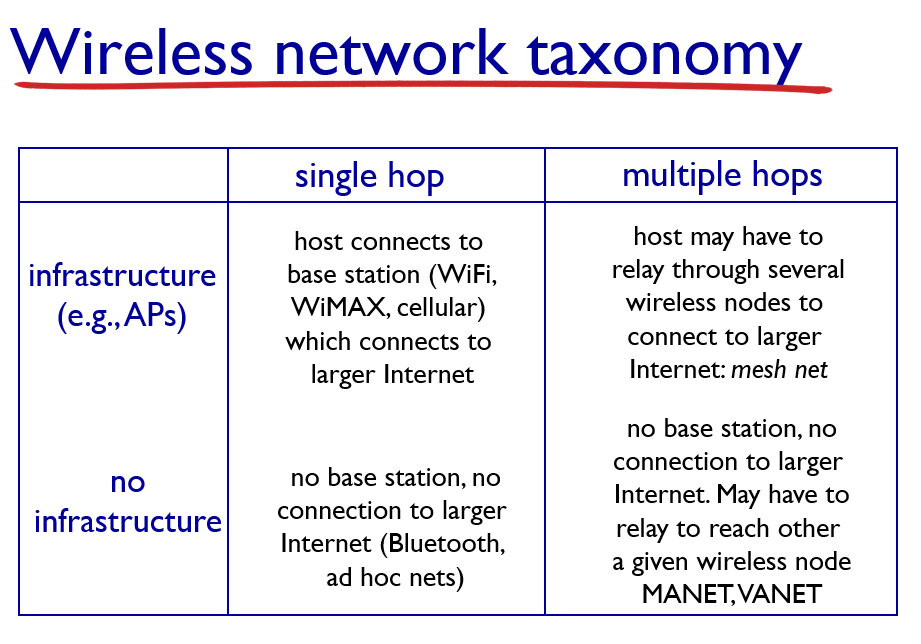 Wireless network taxonomy
single hop
multiple hops
infrastructure
(e.g., APs)
host connects to
base station (WiFi,
WiMAX, cellular)
which connects to
larger Internet
host may have to
relay through several
wireless nodes to
connect to larger
Internet: mesh net
no
infrastructure
no base station, no
connection to larger
Internet (Bluetooth,
ad hoc nets)
no base station, no
connection to larger
Internet. May have to
relay to reach other
a given wireless node
MANET, VANET